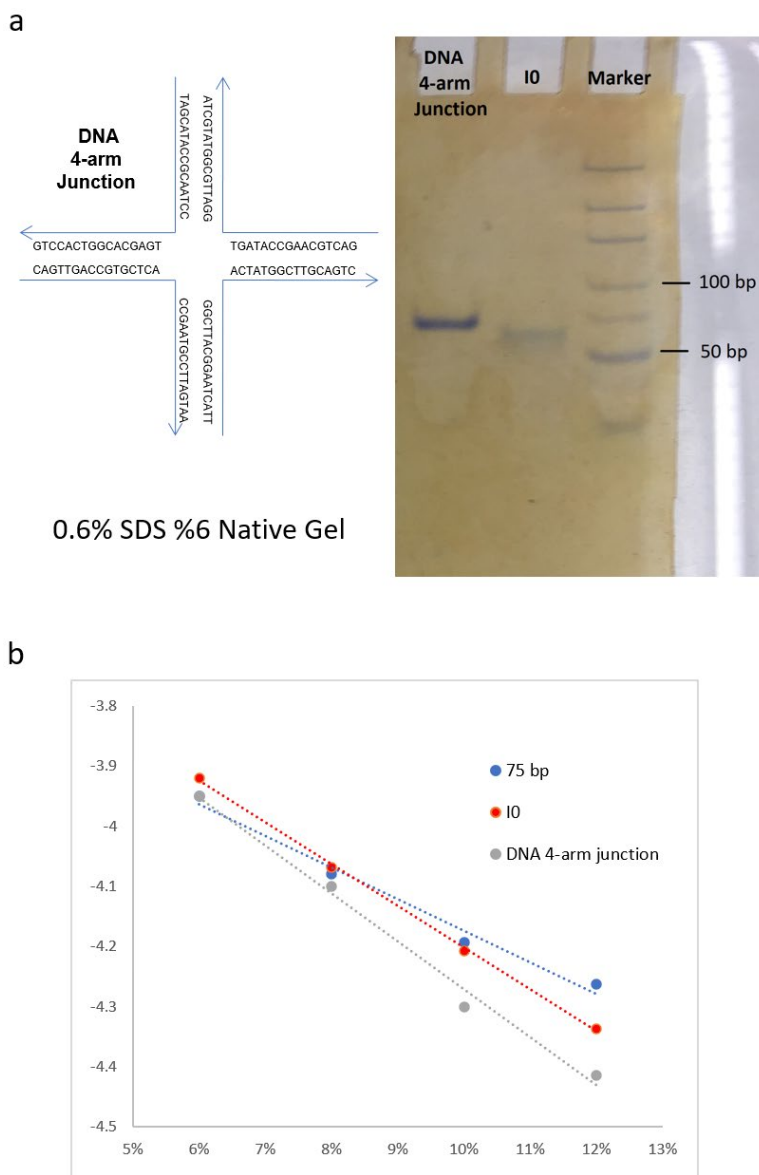 a
DNA
4-arm
Junction
TAGCATACCGCAATCC
ATCGTATGGCGTTAGG
GTCCACTGGCACGAGT
TGATACCGAACGTCAG
CAGTTGACCGTGCTCA
ACTATGGCTTGCAGTC
CCGAATGCCTTAGTAA
GGCTTACGGAATCATT
0.6% SDS %6 Native Gel
DNA
4-arm
Junction
I0
Marker
100 bp
50 bp
b
-3.8
-3.9
-4
-4.1
-4.2
-4.3
-4.4
-4.5
5%
6%
7%
8%
9%
10%
11%
12%
13%
75 bp
I0
DNA 4-arm junction